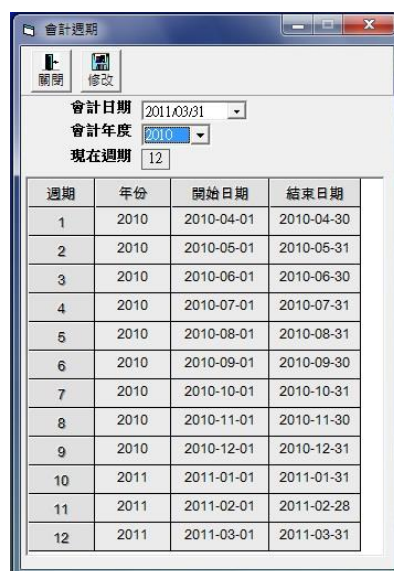 會計週期
關閉 修改
會計日期 2011/03/31
會計年度 2010
現在週期 12
週期 年份 開始日期 結束日期
1 2010 2010-04-01 2010-04-30
2 2010 2010-05-01 2010-05-31
3 2010 2010-06-01 2010-06-30
4 2010 2010-07-01 2010-07-31
5 2010 2010-08-01 2010-08-31
6 2010 2010-09-01 2010-09-30
7 2010 2010-10-01 2010-10-31
8 2010 2010-11-01 2010-11-30
9 2010 2010-12-01 2010-12-31
10 2011 2011-01-01 2011-01-31
11 2011 2011-02-01 2011-02-28
12 2011 2011-03-01 2011-03-31